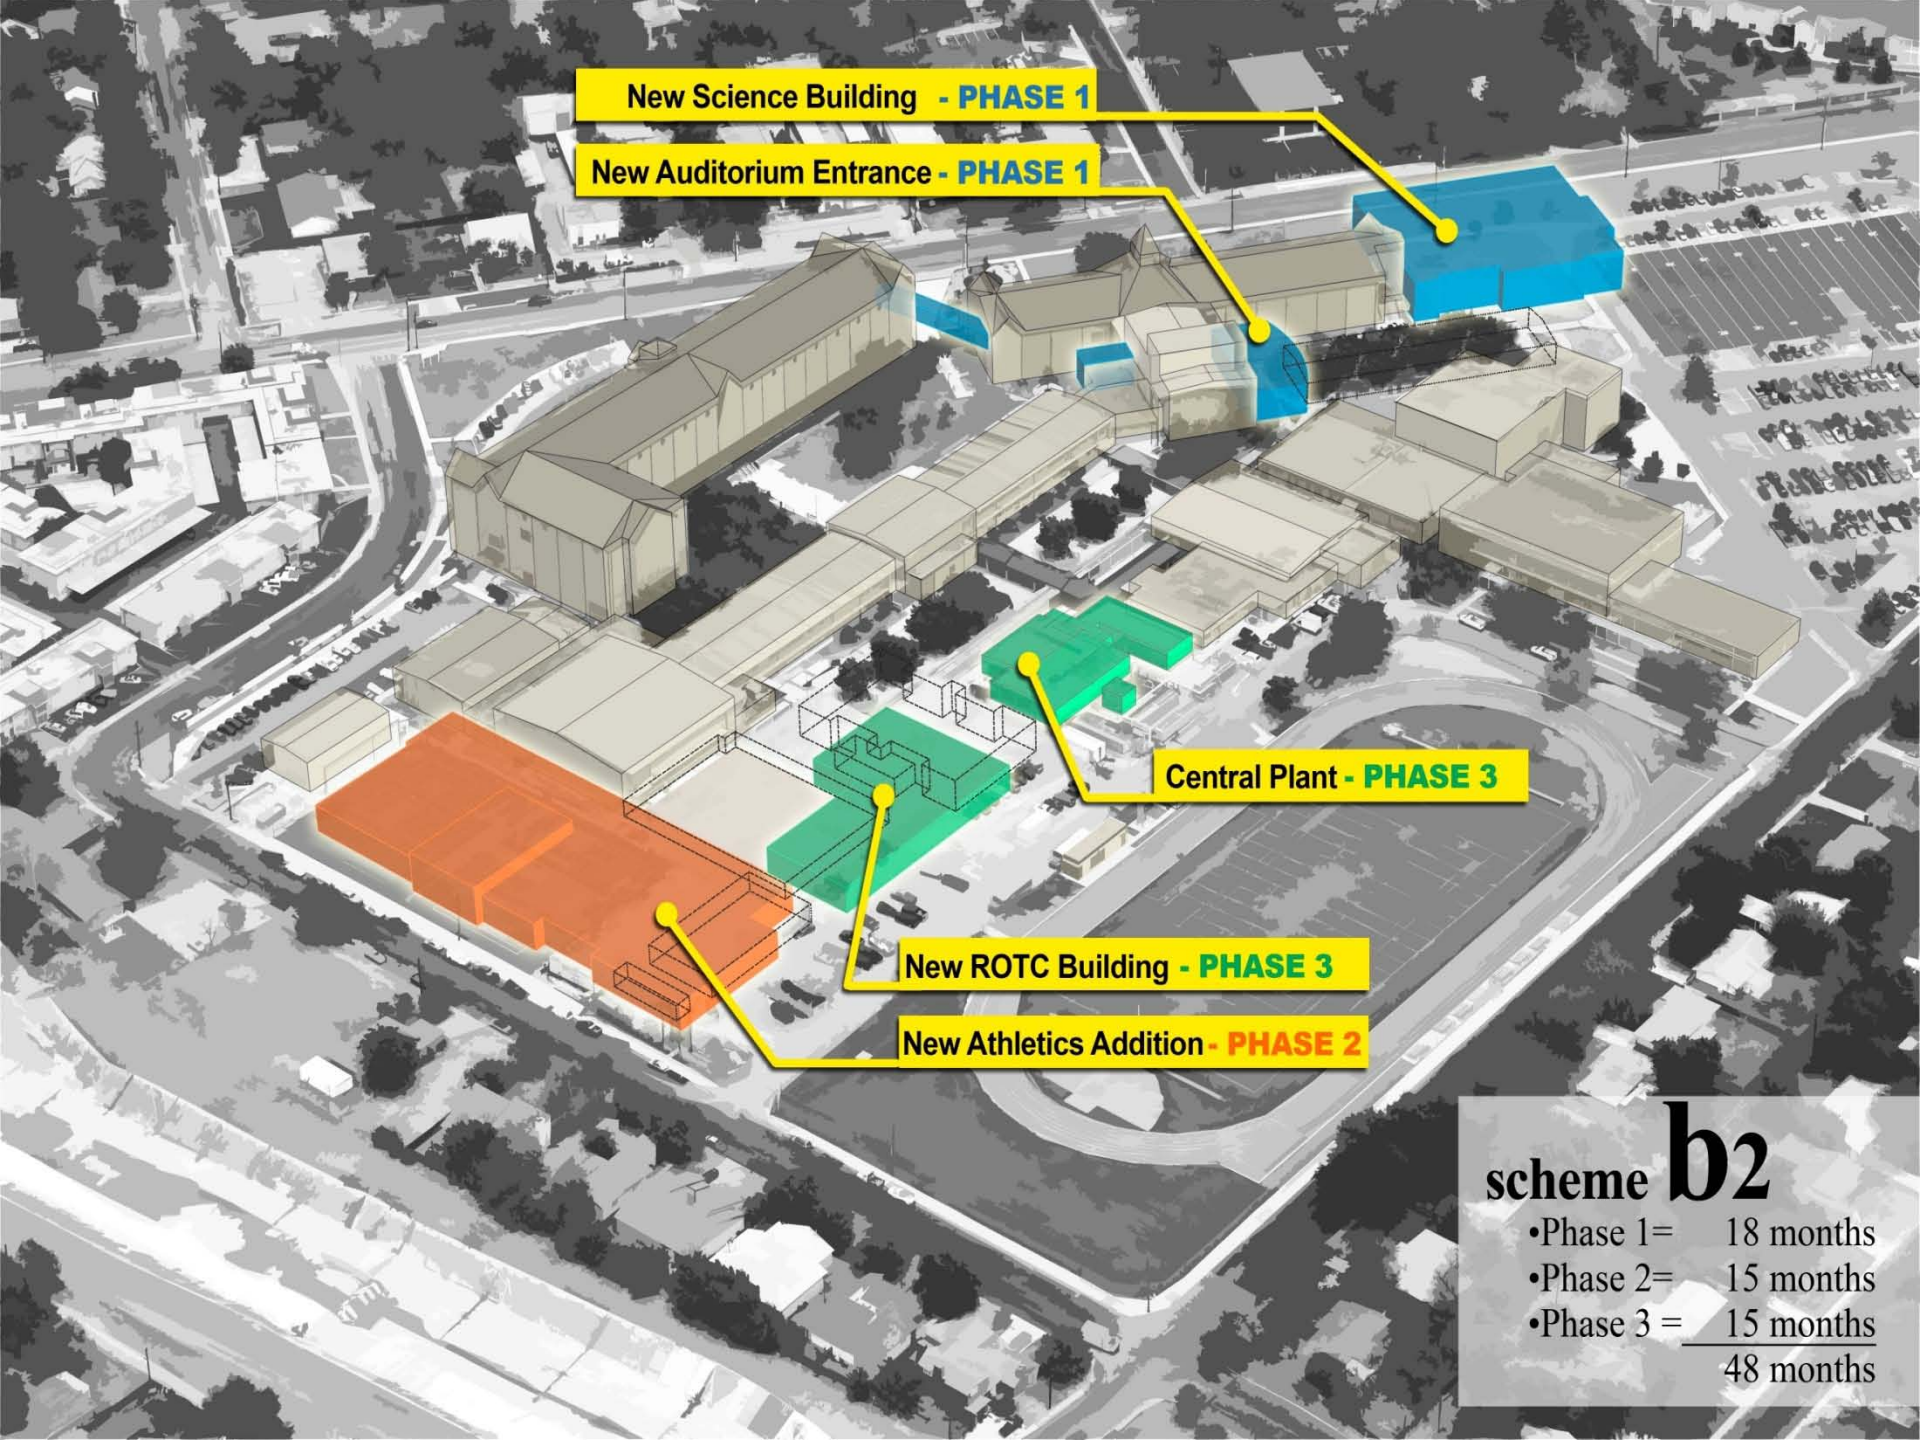 New Science Building - PHASE 1
New Auditorium Entrance - PHASE 1
Central Plant - PHASE 3
New ROTC Building - PHASE 3
New Athletics Addition - PHASE 2
scheme b2
•Phase 1= 18 months
•Phase 2= 15 months
•Phase 3 = 15 months
48 months